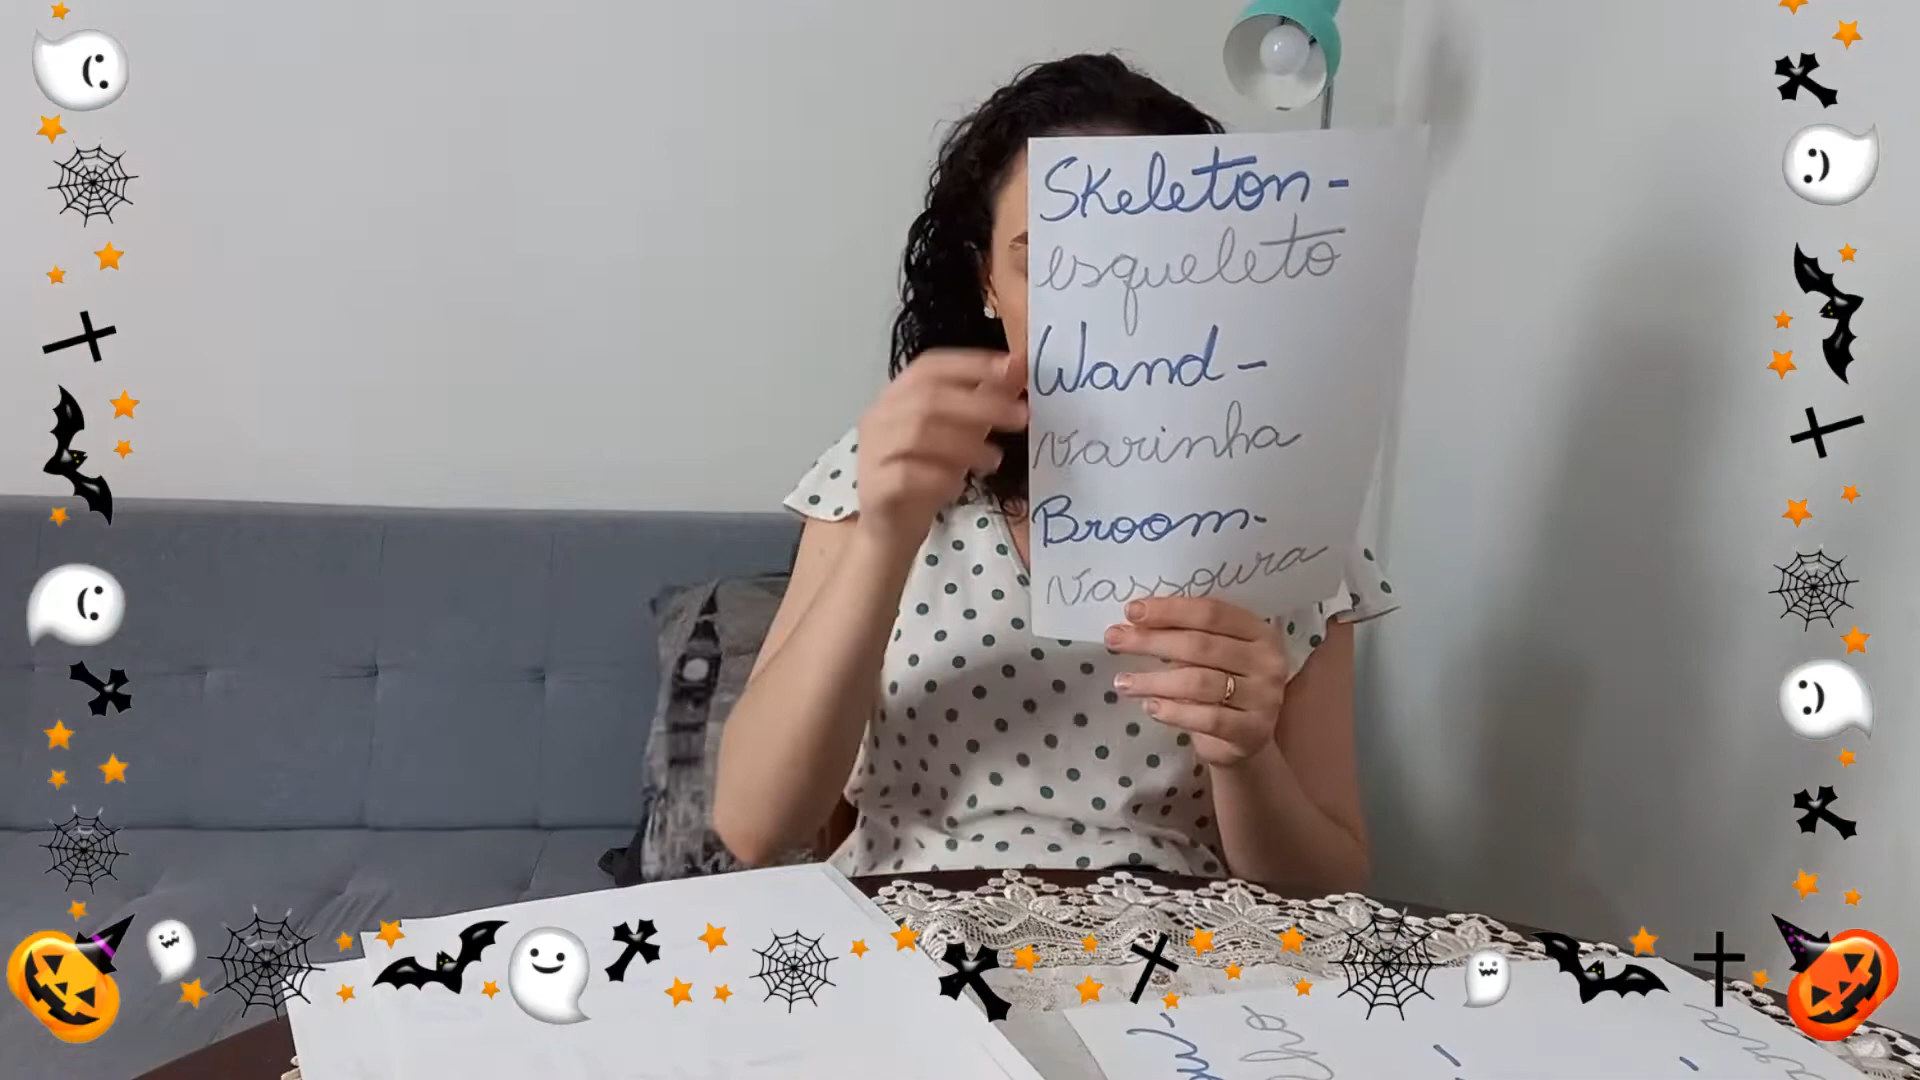 Skeleton -
esqueleto
Wand -
Varinha
Broom -
Vassoura